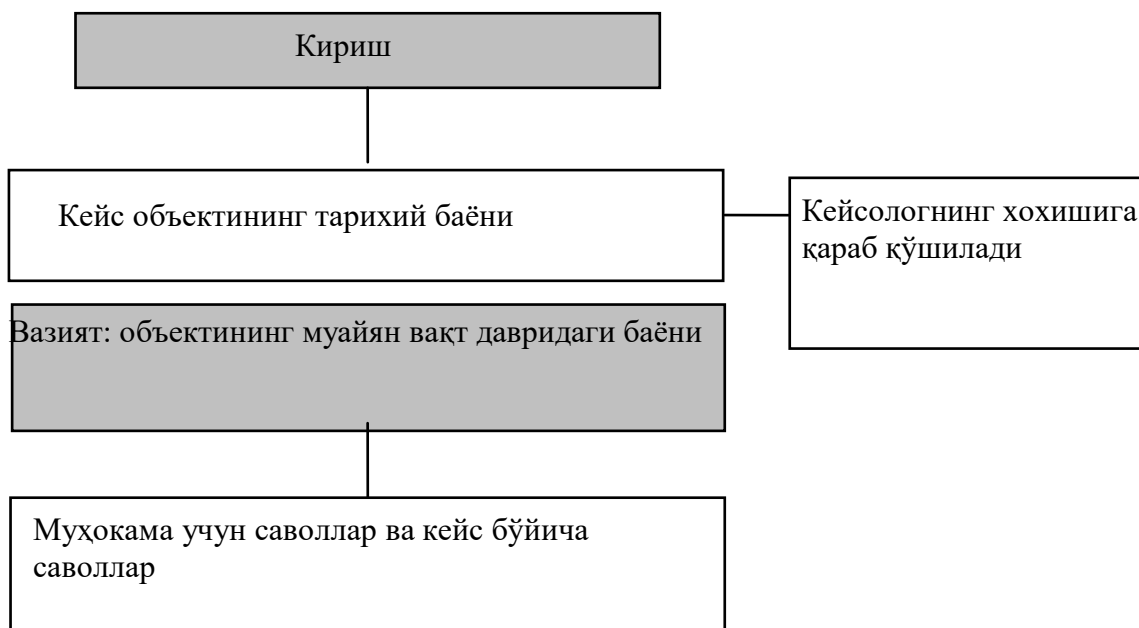 Кириш
Кейс объектининг тарихий баёни
Кейсологнинг хохишига
қараб қўшилади
Вазият: объектининг муайян вақт давридаги баёни
Муҳокама учун саволлар ва кейс бўйича
саволлар